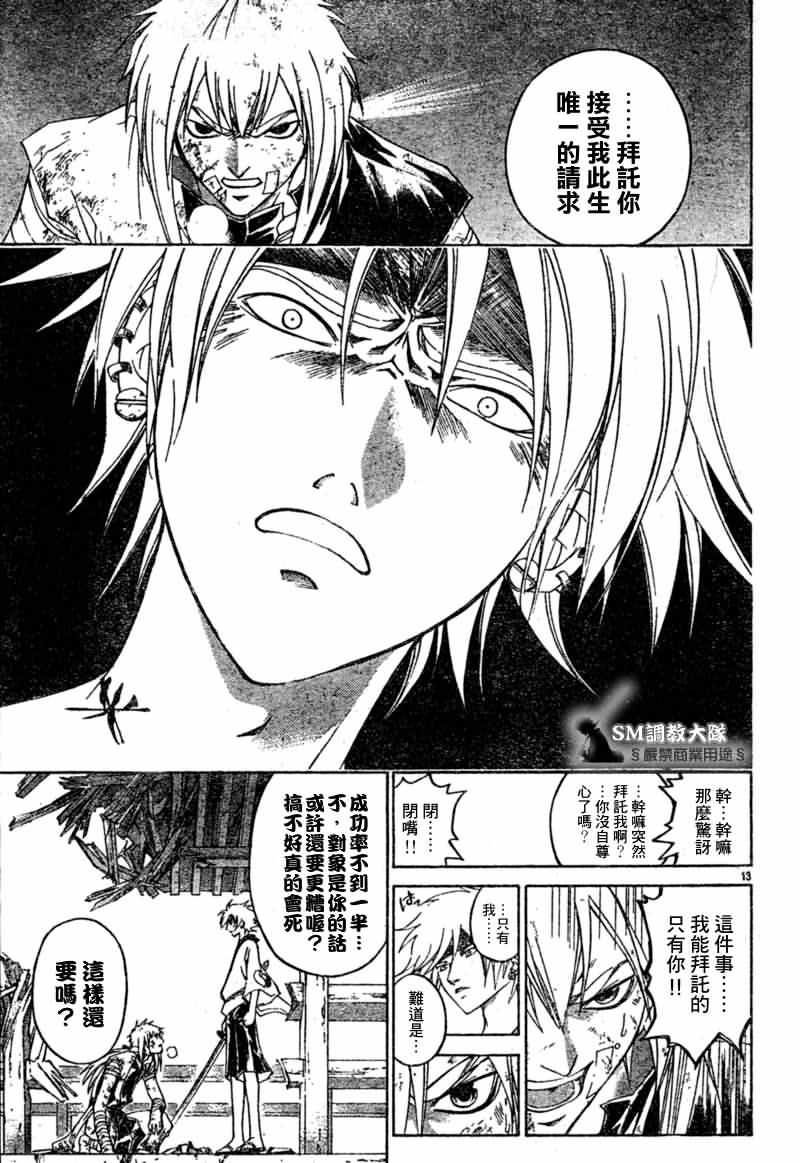 ……拜託你
接受我此生
唯一的請求
SM調教大隊
§嚴禁商業用途§
幹…幹嘛
那麼驚訝
…幹嘛突然
拜託我啊？
…你沒自尊
心了嗎？
閉……
閉嘴!!
13
這件事……
我能拜託的
只有你!!
…只有
我……
は…
難道是…
成功率不到一半…
不，對象是你的話
或許還要更糟喔？
搞不好真的會死
這樣還
要嗎？